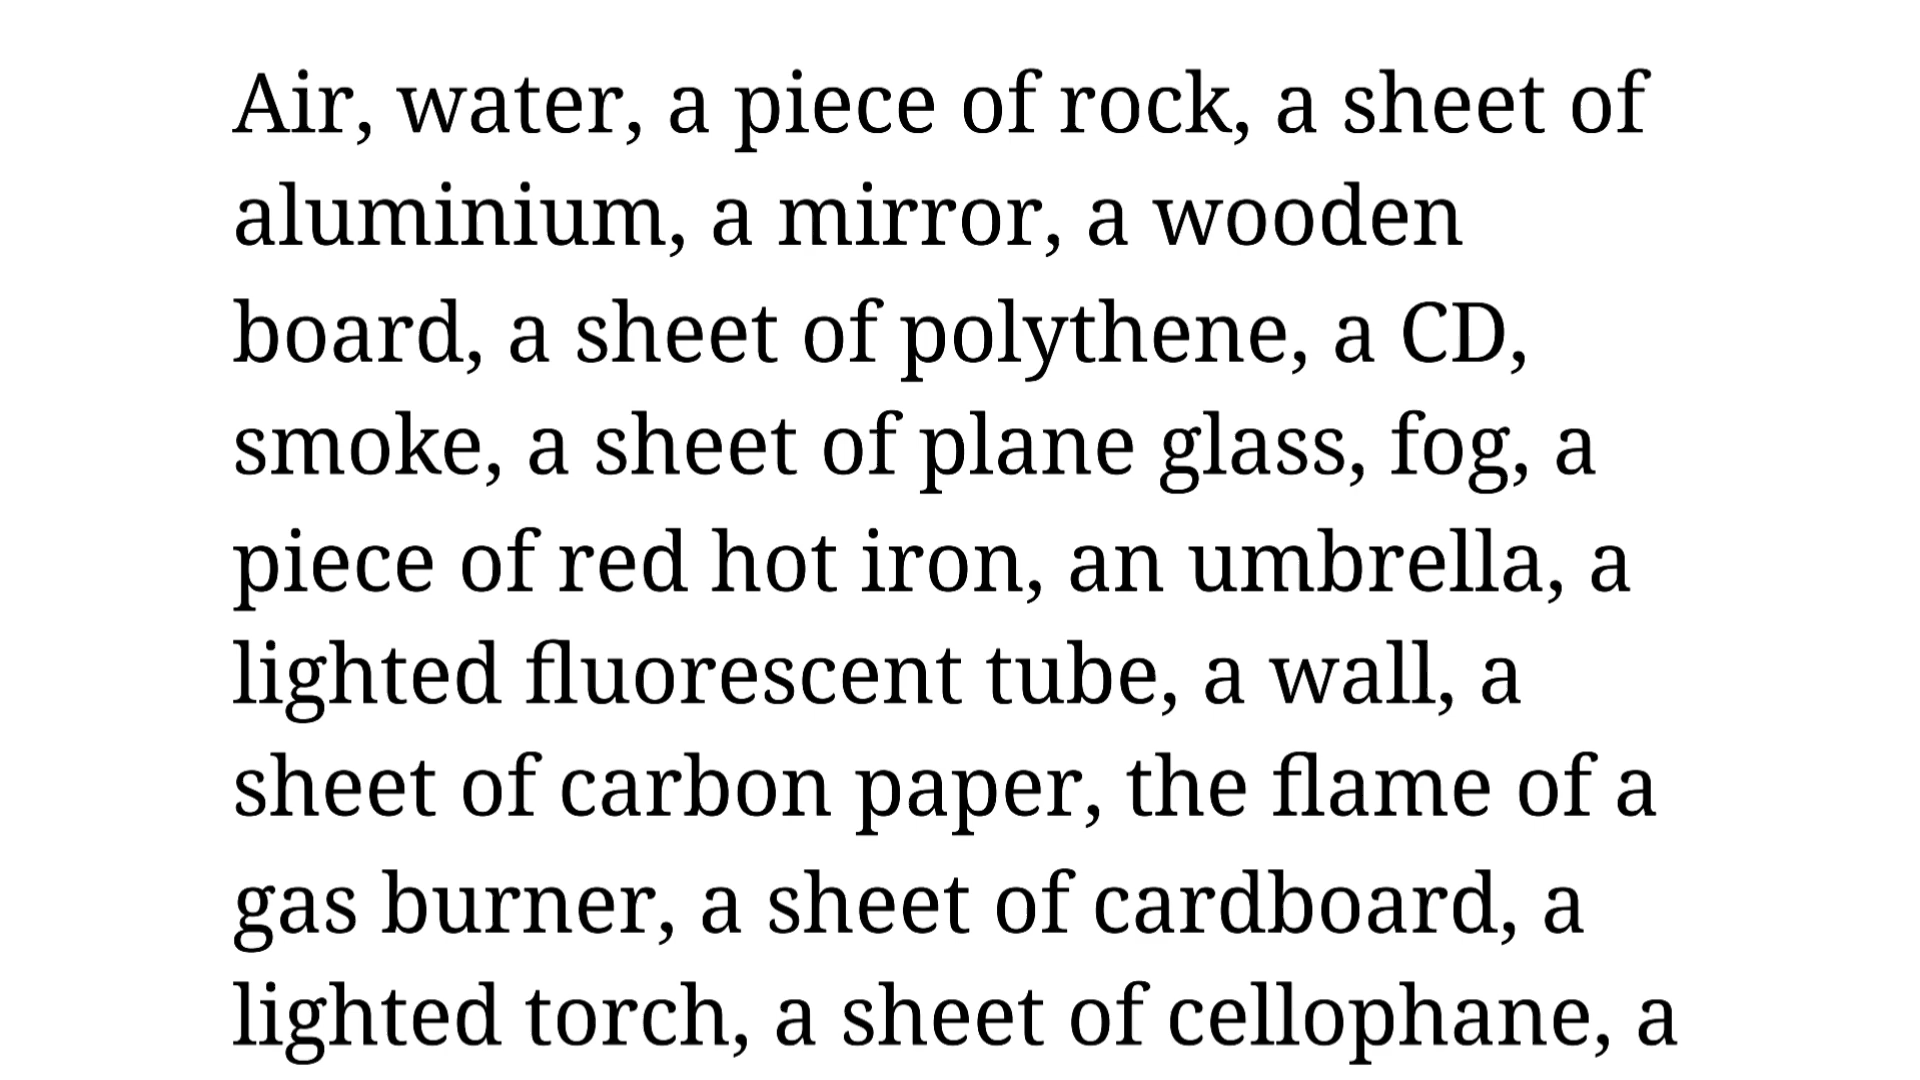 Air, water, a piece of rock, a sheet of
aluminium, a mirror, a wooden
board, a sheet of polythene, a CD,
smoke, a sheet of plane glass, fog, a
piece of red hot iron, an umbrella, a
lighted fluorescent tube, a wall, a
sheet of carbon paper, the flame of a
gas burner, a sheet of cardboard, a
lighted torch, a sheet of cellophane, a